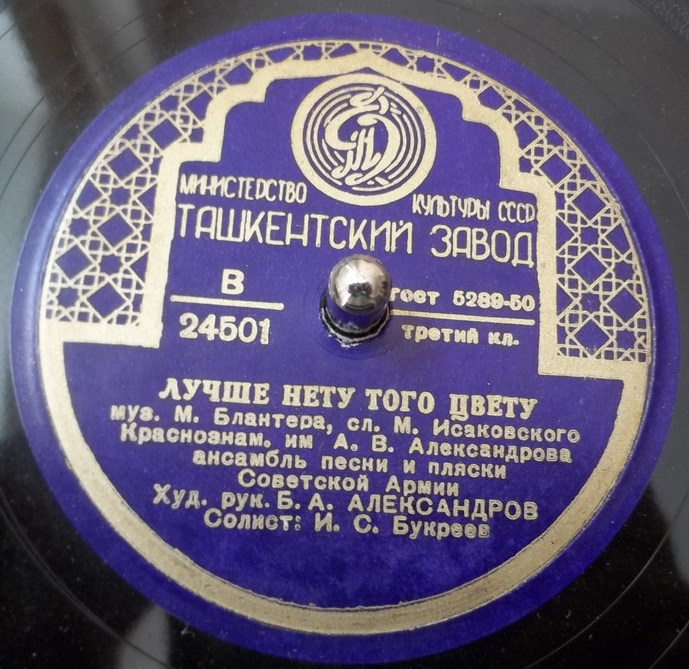 МИНИСТЕРСТВО КУЛЬТУРЫ СССР
ТАШКЕНТСКИЙ ЗАВОД
В
24501
ГОСТ 5289-50
третий кл.
ЛУЧШЕ НЕТУ ТОГО ЦВЕТУ
муз. М. Блантера, сл. М. Исаковского
Краснознам. им А. В. Александрова
ансамбль песни и пляски
Советской Армии
Худ. рук. Б. А. АЛЕКСАНДРОВ
Солист: И. С. Букреев